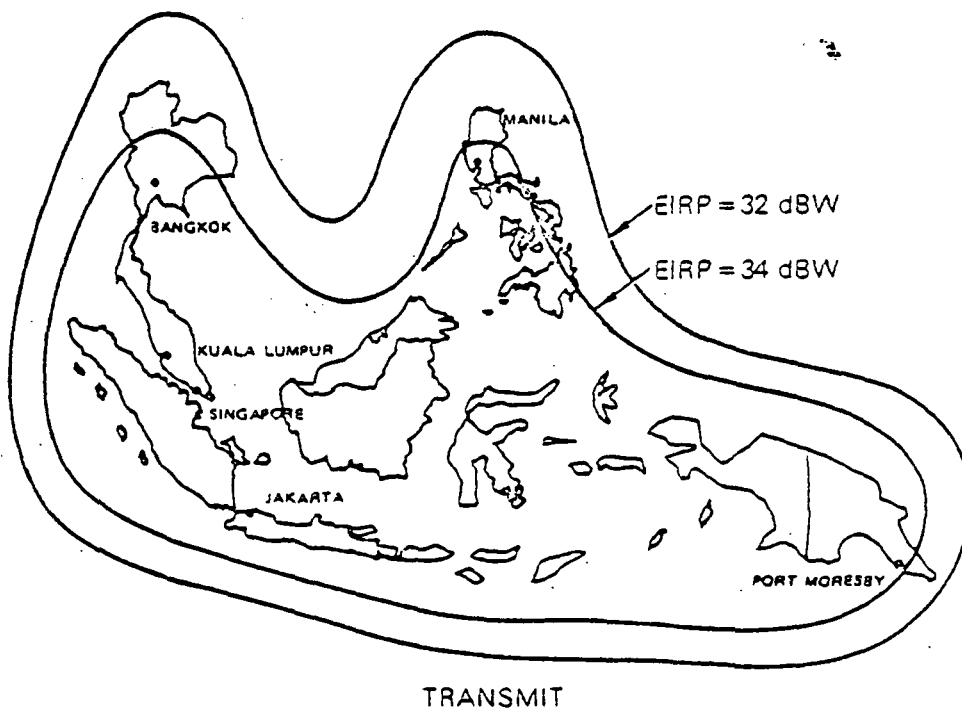 MANILA
EIRP = 32 dBW
BANGKOK
EIRP = 34 dBW
KUALA LUMPUR
SINGAPORE
JAKARTA
PORT MORESBY
TRANSMIT